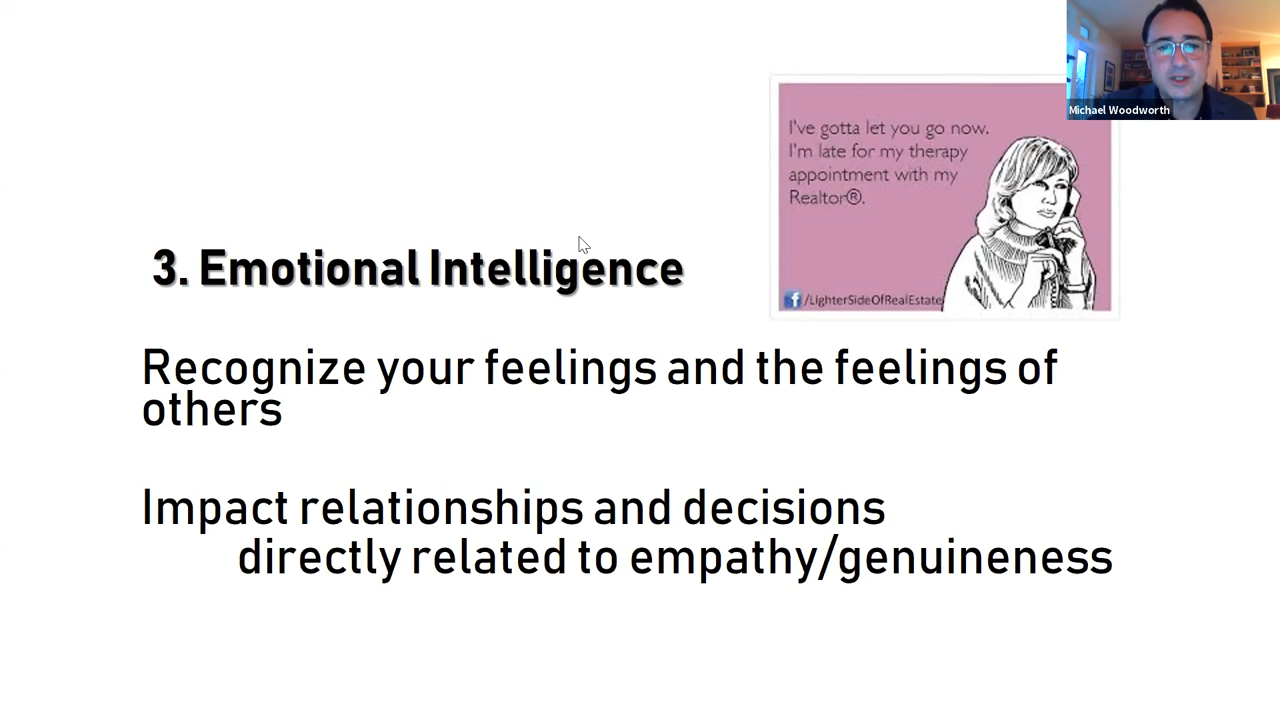 Michael Woodworth
I've gotta let you go now.
I'm late for my therapy
appointment with my
Realtor®.
/LighterSideOfRealEstate
3. Emotional Intelligence
Recognize your feelings and the feelings of
others
Impact relationships and decisions
directly related to empathy/genuineness